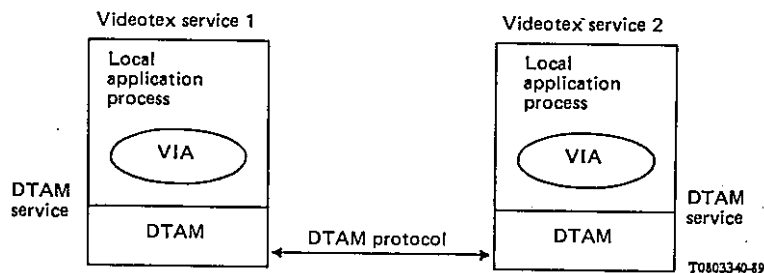 Videotex service 1
Videotex service 2
Local
application
process
Local
application
process
VIA
VIA
DTAM
service
DTAM
service
DTAM
DTAM protocol
DTAM
T0803340-89